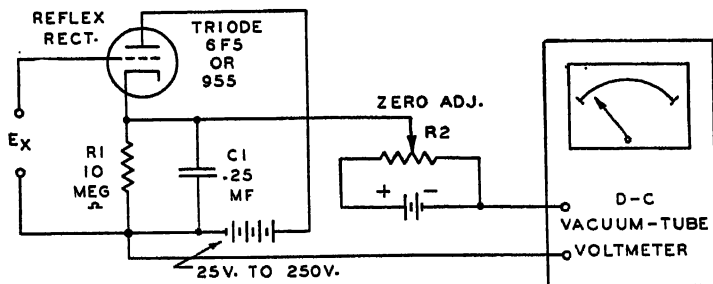 REFLEX
RECT.
TRIODE
6F5
OR
955
EX
R1
10
MEG
Ω
C1
.25
MF
25V. TO 250V.
ZERO ADJ.
R2
+ -
D-C
VACUUM-TUBE
VOLTMETER